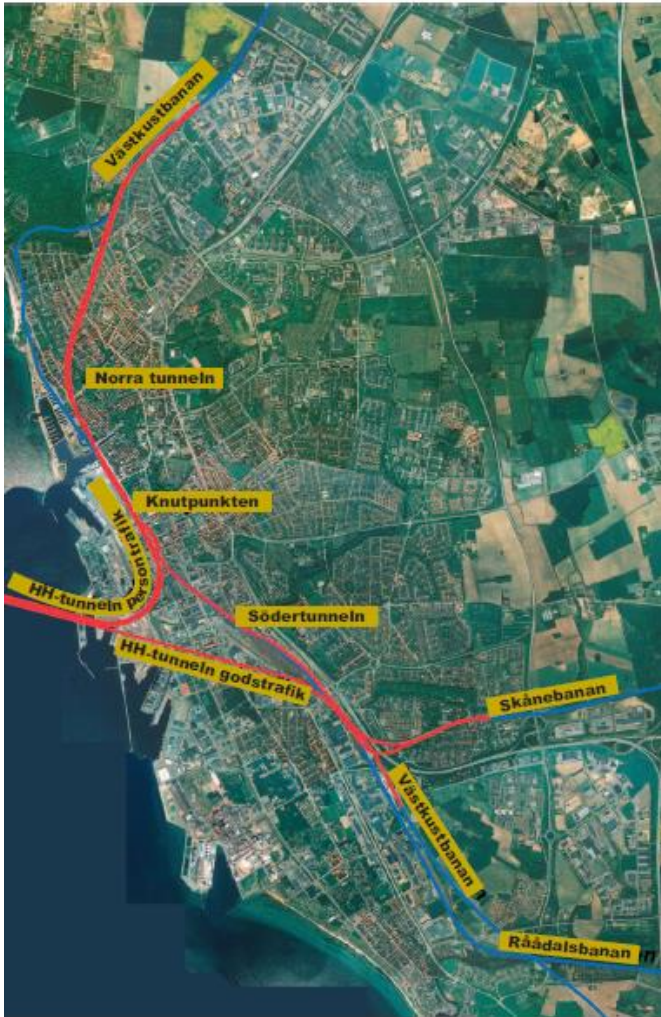 Västkustbanan
Norra tunneln
Knutpunkten
HH-tunneln persontrafik
Södertunneln
HH-tunneln godstrafik
Skånebanan
Västkustbanan
Råådalsbanan